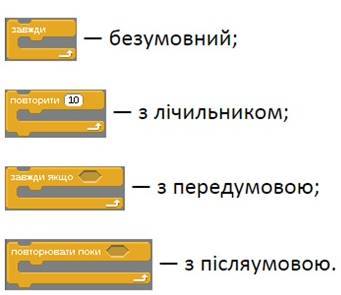 завжди — безумовний;
повторити 10 — з лічильником;
завжди якщо — з передумовою;
повторювати поки — з післяумовою.